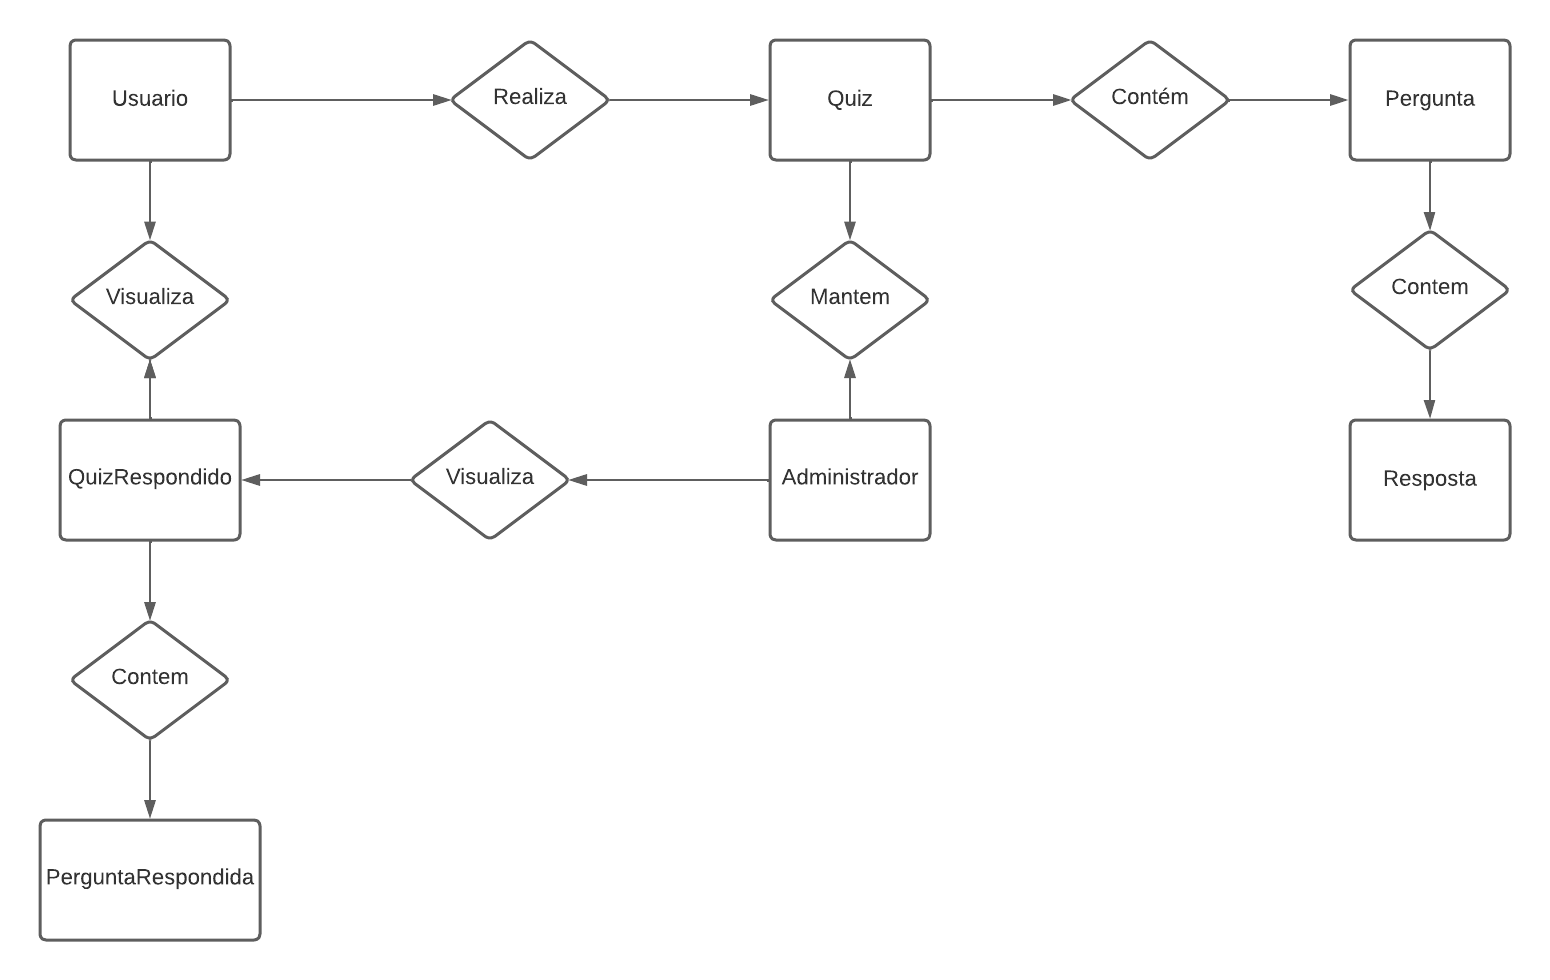 Usuario
Realiza
Quiz
Contém
Pergunta
Visualiza
Mantem
Contem
QuizRespondido
Visualiza
Administrador
Resposta
Contem
PerguntaRespondida